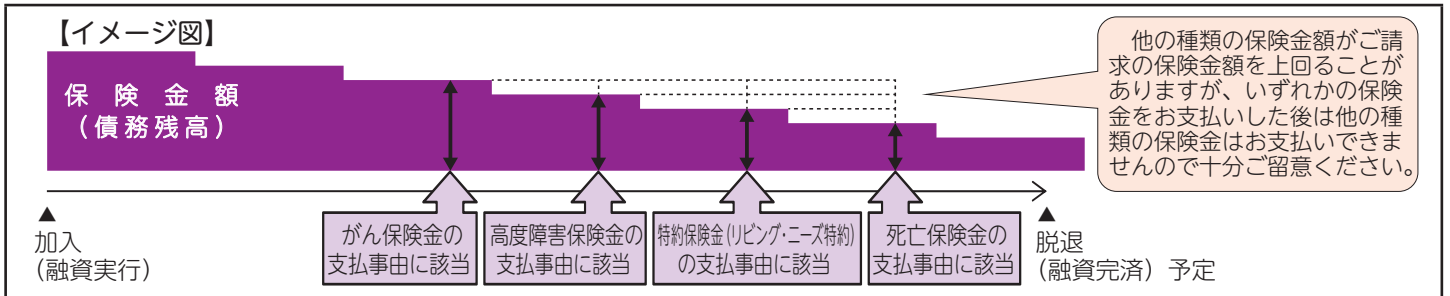 【イメージ図】
保険金額
（債務残高）
他の種類の保険金額がご請
求の保険金額を上回ることが
ありますが、いずれかの保険
金をお支払いした後は他の種
類の保険金はお支払いできま
せんので十分ご留意ください。
▲
加入
（融資実行）
がん保険金の
支払事由に該当
高度障害保険金の
支払事由に該当
特約保険金（リビング・ニーズ特約）
の支払事由に該当
死亡保険金の
支払事由に該当
▲
脱退
（融資完済）予定